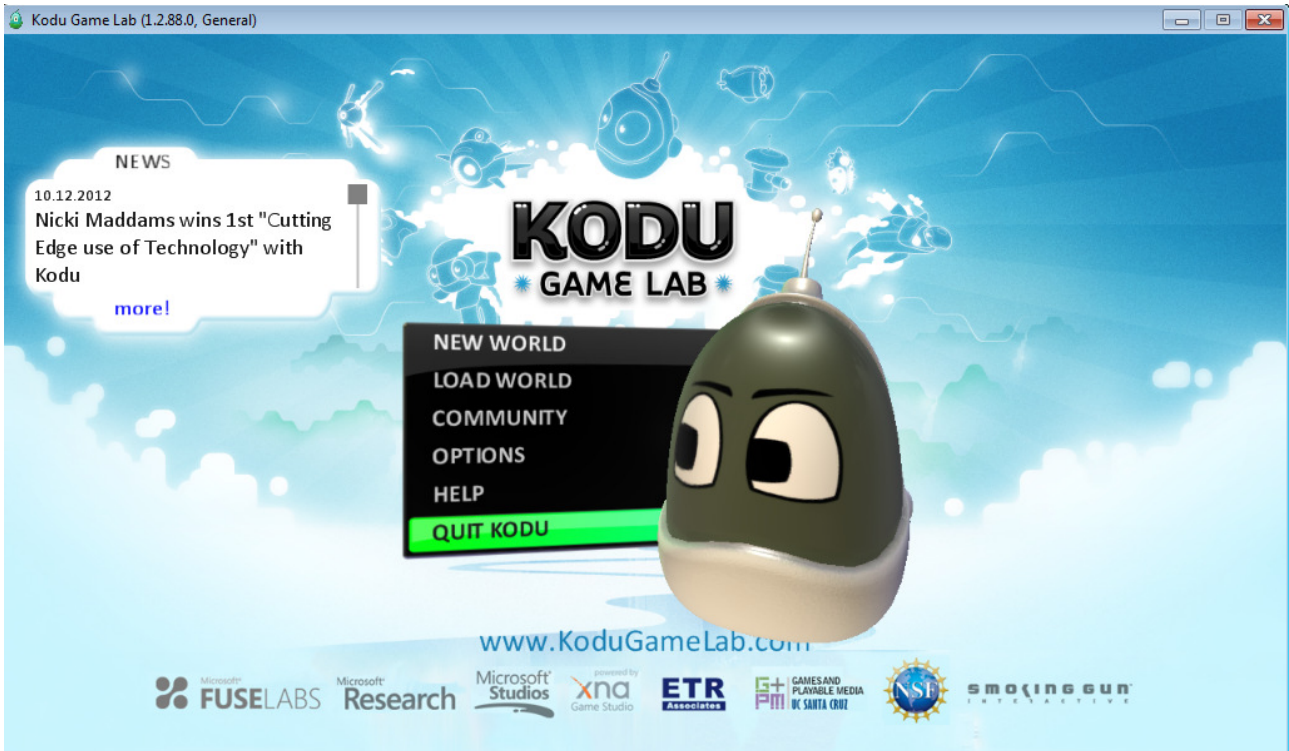 Kodu Game Lab (1.2.88.0, General)
NEWS
10.12.2012
Nicki Maddams wins 1st "Cutting
Edge use of Technology" with
Kodu
more!
KODU
GAME LAB
NEW WORLD
LOAD WORLD
COMMUNITY
OPTIONS
HELP
QUIT KODU
www.KoduGameLab.com
Microsoft
FUSELABS
Microsoft
Research
Microsoft
Studios
powered by
xna
Game Studio
ETR
Associates
G+PM
GAMES AND
PLAYABLE MEDIA
UC SANTA CRUZ
NSF
SMOKING GUN
INTERACTIVE